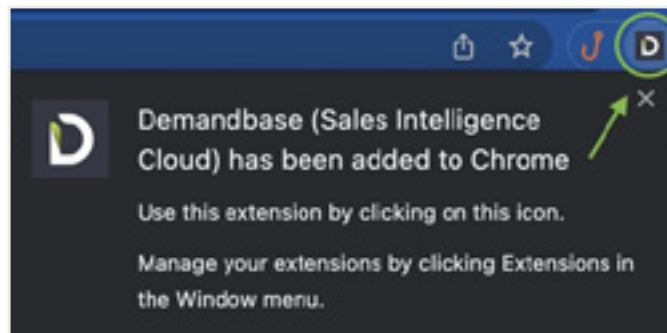 Demandbase (Sales Intelligence
Cloud) has been added to Chrome
Use this extension by clicking on this icon.
Manage your extensions by clicking Extensions in
the Window menu.